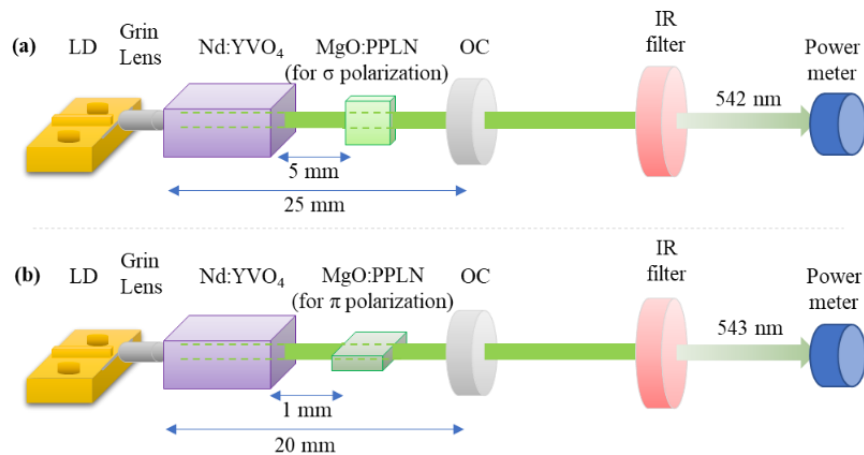 (a)
LD
Grin
Lens
Nd:YVO₄
MgO:PPLN
(for σ polarization)
OC
IR
filter
Power
meter
542 nm
5 mm
25 mm
(b)
LD
Grin
Lens
Nd:YVO₄
MgO:PPLN
(for π polarization)
OC
IR
filter
Power
meter
543 nm
1 mm
20 mm